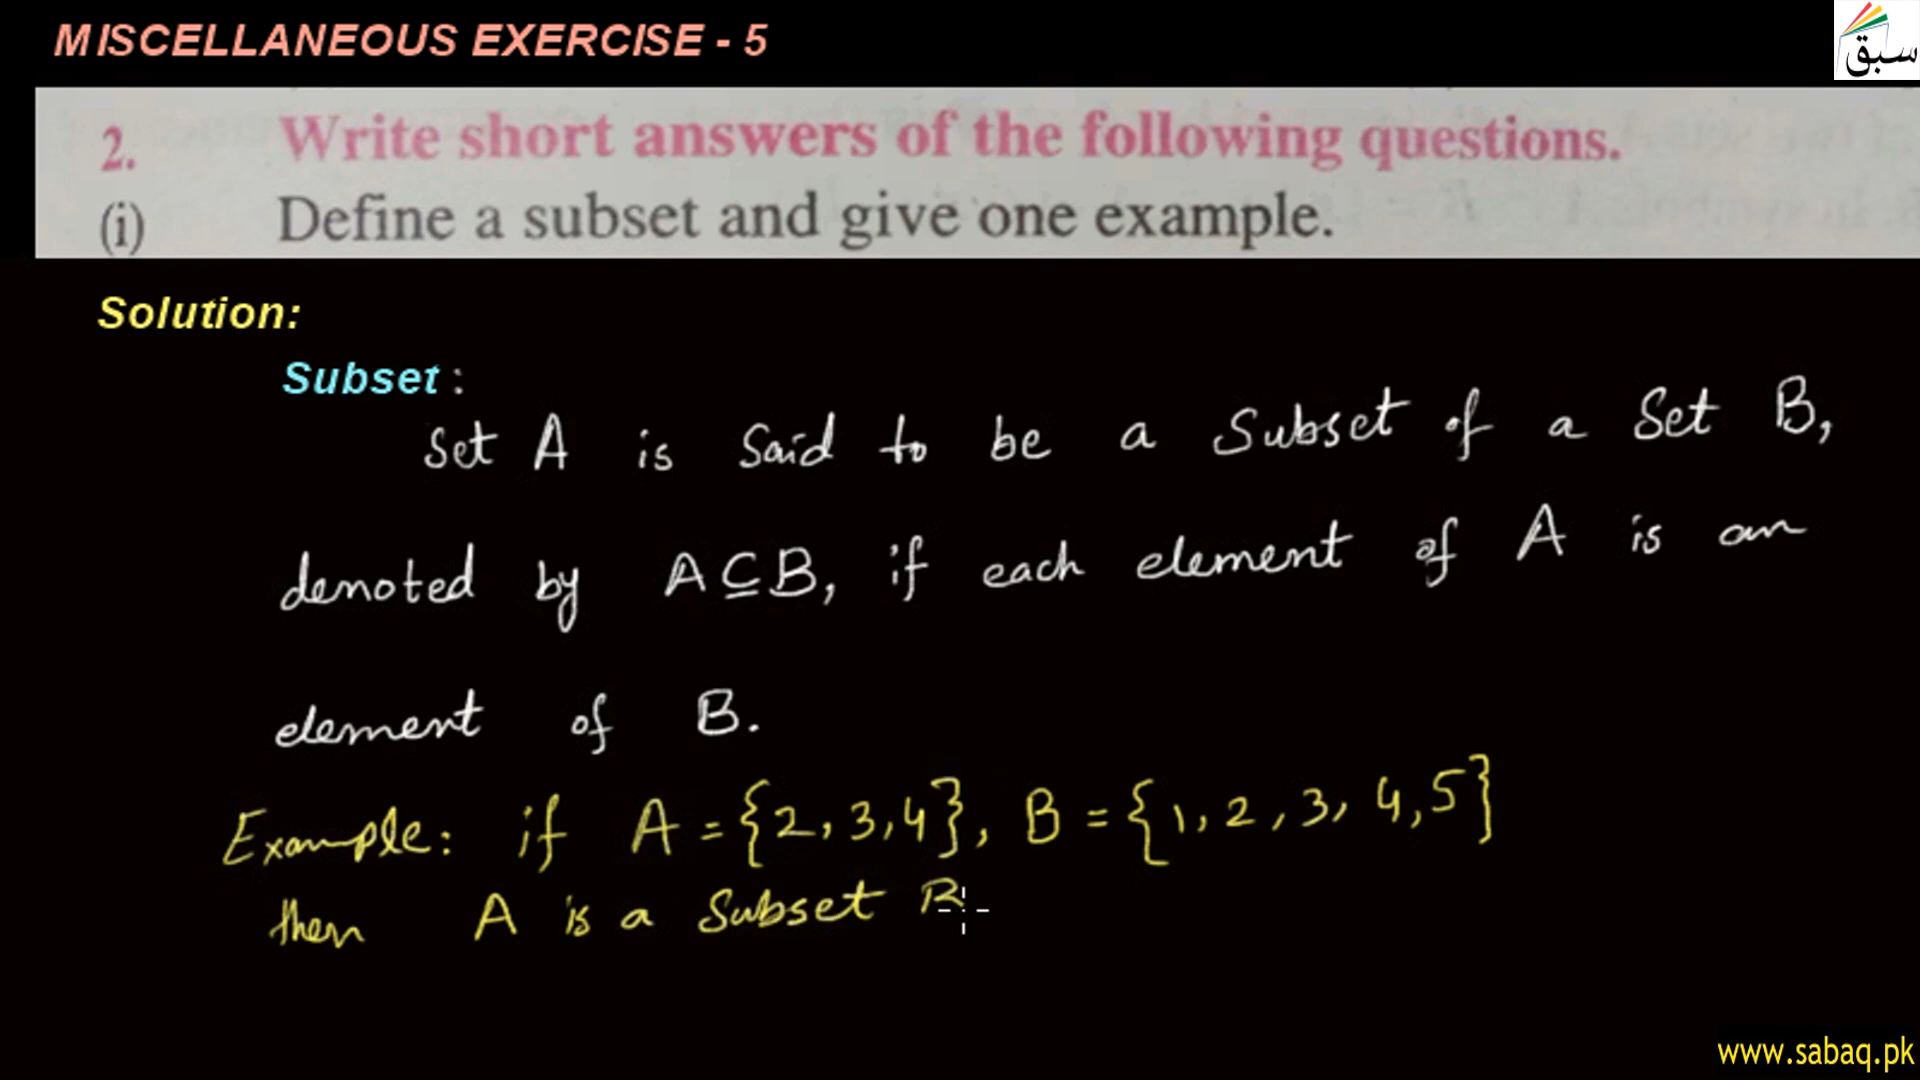 MISCELLANEOUS EXERCISE - 5
سبق
2. Write short answers of the following questions.
(i) Define a subset and give one example.
Solution:
Subset :
Set A is Said to be a Subset of a Set B,
denoted by A⊆B, if each element of A is an
element of B.
Example: if A = {2, 3, 4}, B = {1, 2, 3, 4, 5}
then A is a Subset B
www.sabaq.pk